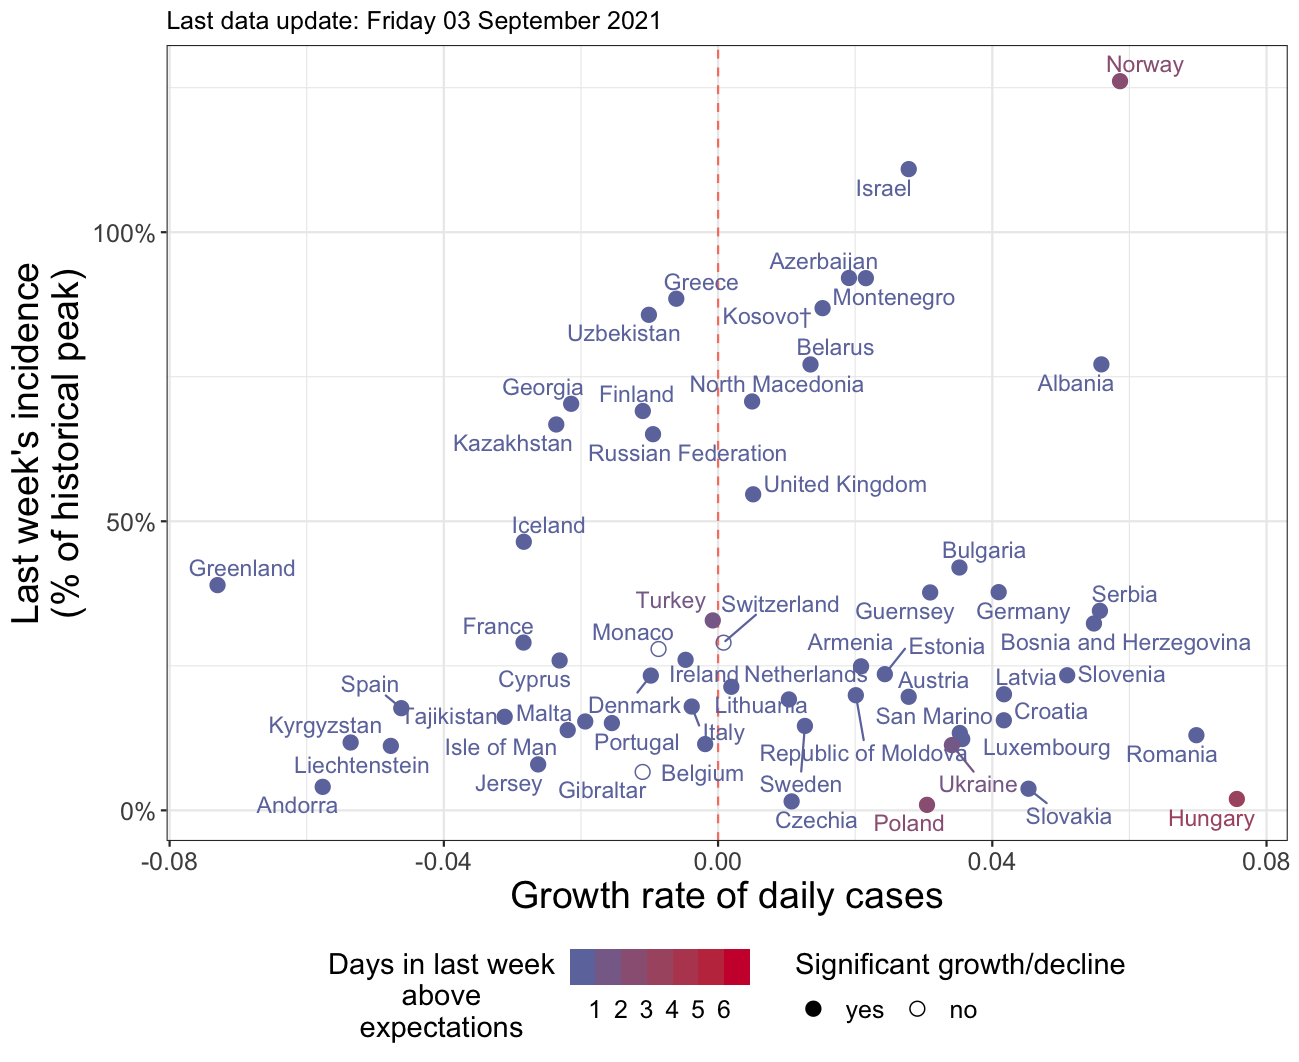 Last data update: Friday 03 September 2021
Norway
Israel
100%
Azerbaijan
Greece
Montenegro
Kosovo†
Uzbekistan
Belarus
North Macedonia
Albania
Georgia
Finland
Kazakhstan
Russian Federation
United Kingdom
50%
Iceland
Bulgaria
Greenland
Serbia
Turkey
Switzerland
Guernsey
Germany
France
Monaco
Armenia
Estonia
Bosnia and Herzegovina
Cyprus
Ireland
Netherlands
Austria
Latvia
Slovenia
Spain
Tajikistan
Malta
Denmark
Lithuania
San Marino
Croatia
Kyrgyzstan
Isle of Man
Portugal
Italy
Republic of Moldova
Luxembourg
Romania
Liechtenstein
Jersey
Gibraltar
Belgium
Sweden
Ukraine
Andorra
Czechia
Poland
Slovakia
Hungary
0%
-0.08
-0.04
0.00
0.04
0.08
Last week's incidence
(% of historical peak)
Growth rate of daily cases
Days in last week
above
expectations
1 2 3 4 5 6
Significant growth/decline
yes
no